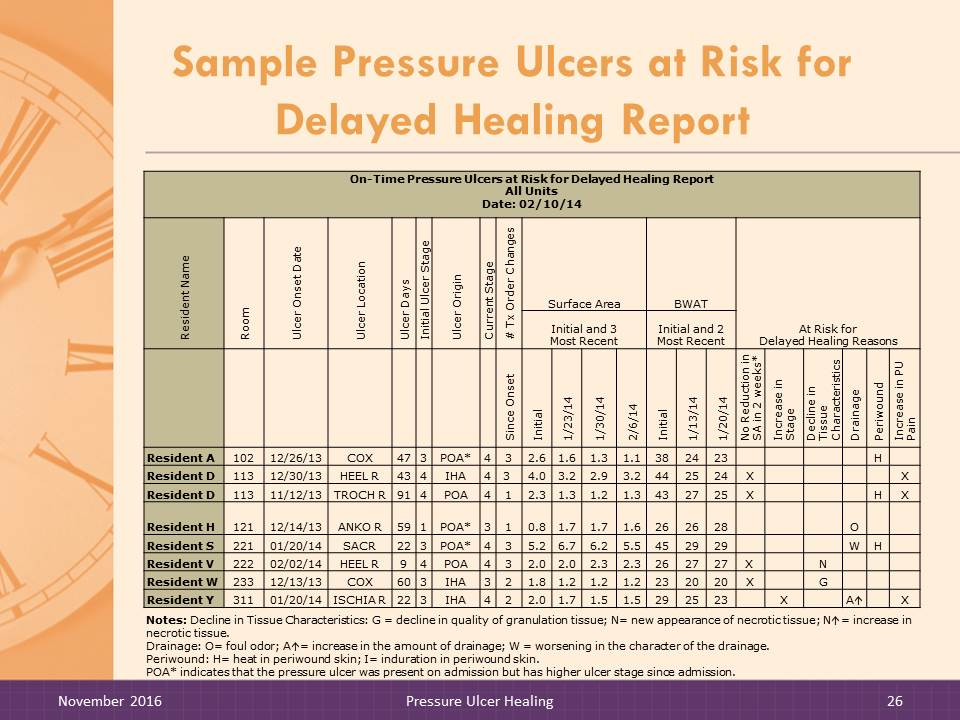 Sample Pressure Ulcers at Risk for
Delayed Healing Report
On-Time Pressure Ulcers at Risk for Delayed Healing Report
All Units
Date: 02/10/14
Resident Name
Room
Ulcer Onset Date
Ulcer Location
Ulcer Days
Initial Ulcer Stage
Ulcer Origin
Current Stage
# Tx Order Changes
Surface Area
BWAT
Initial and 3
Most Recent
Initial and 2
Most Recent
At Risk for
Delayed Healing Reasons
Since Onset
Initial
1/23/14
1/30/14
2/6/14
Initial
1/13/14
1/20/14
No Reduction in
SA in 2 weeks*
Increase in
Stage
Decline in
Tissue
Characteristics
Drainage
Periwound
Increase in PU
Pain
Resident A 102 12/26/13 COX 47 3 POA* 4 3 2.6 1.6 1.3 1.1 38 24 23 H
Resident D 113 12/30/13 HEEL R 43 4 IHA 4 3 4.0 3.2 2.9 3.2 44 25 24 X X
Resident D 113 11/12/13 TROCH R 91 4 POA 4 1 2.3 1.3 1.2 1.3 43 27 25 X H X
Resident H 121 12/14/13 ANKO R 59 1 POA* 3 1 0.8 1.7 1.7 1.6 26 26 28 O
Resident S 221 01/20/14 SACR 22 3 POA* 4 3 5.2 6.7 6.2 5.5 45 29 29 W H
Resident V 222 02/02/14 HEEL R 9 4 POA 4 3 2.0 2.0 2.3 2.3 26 27 27 X N
Resident W 233 12/13/13 COX 60 3 IHA 3 2 1.8 1.2 1.2 1.2 23 20 20 X G
Resident Y 311 01/20/14 ISCHIA R 22 3 IHA 4 2 2.0 1.7 1.5 1.5 29 25 23 X A↑ X
Notes: Decline in Tissue Characteristics: G = decline in quality of granulation tissue; N= new appearance of necrotic tissue; N↑= increase in
necrotic tissue.
Drainage: O= foul odor; A↑= increase in the amount of drainage; W = worsening in the character of the drainage.
Periwound: H= heat in periwound skin; I= induration in periwound skin.
POA* indicates that the pressure ulcer was present on admission but has higher ulcer stage since admission.
November 2016
Pressure Ulcer Healing
26